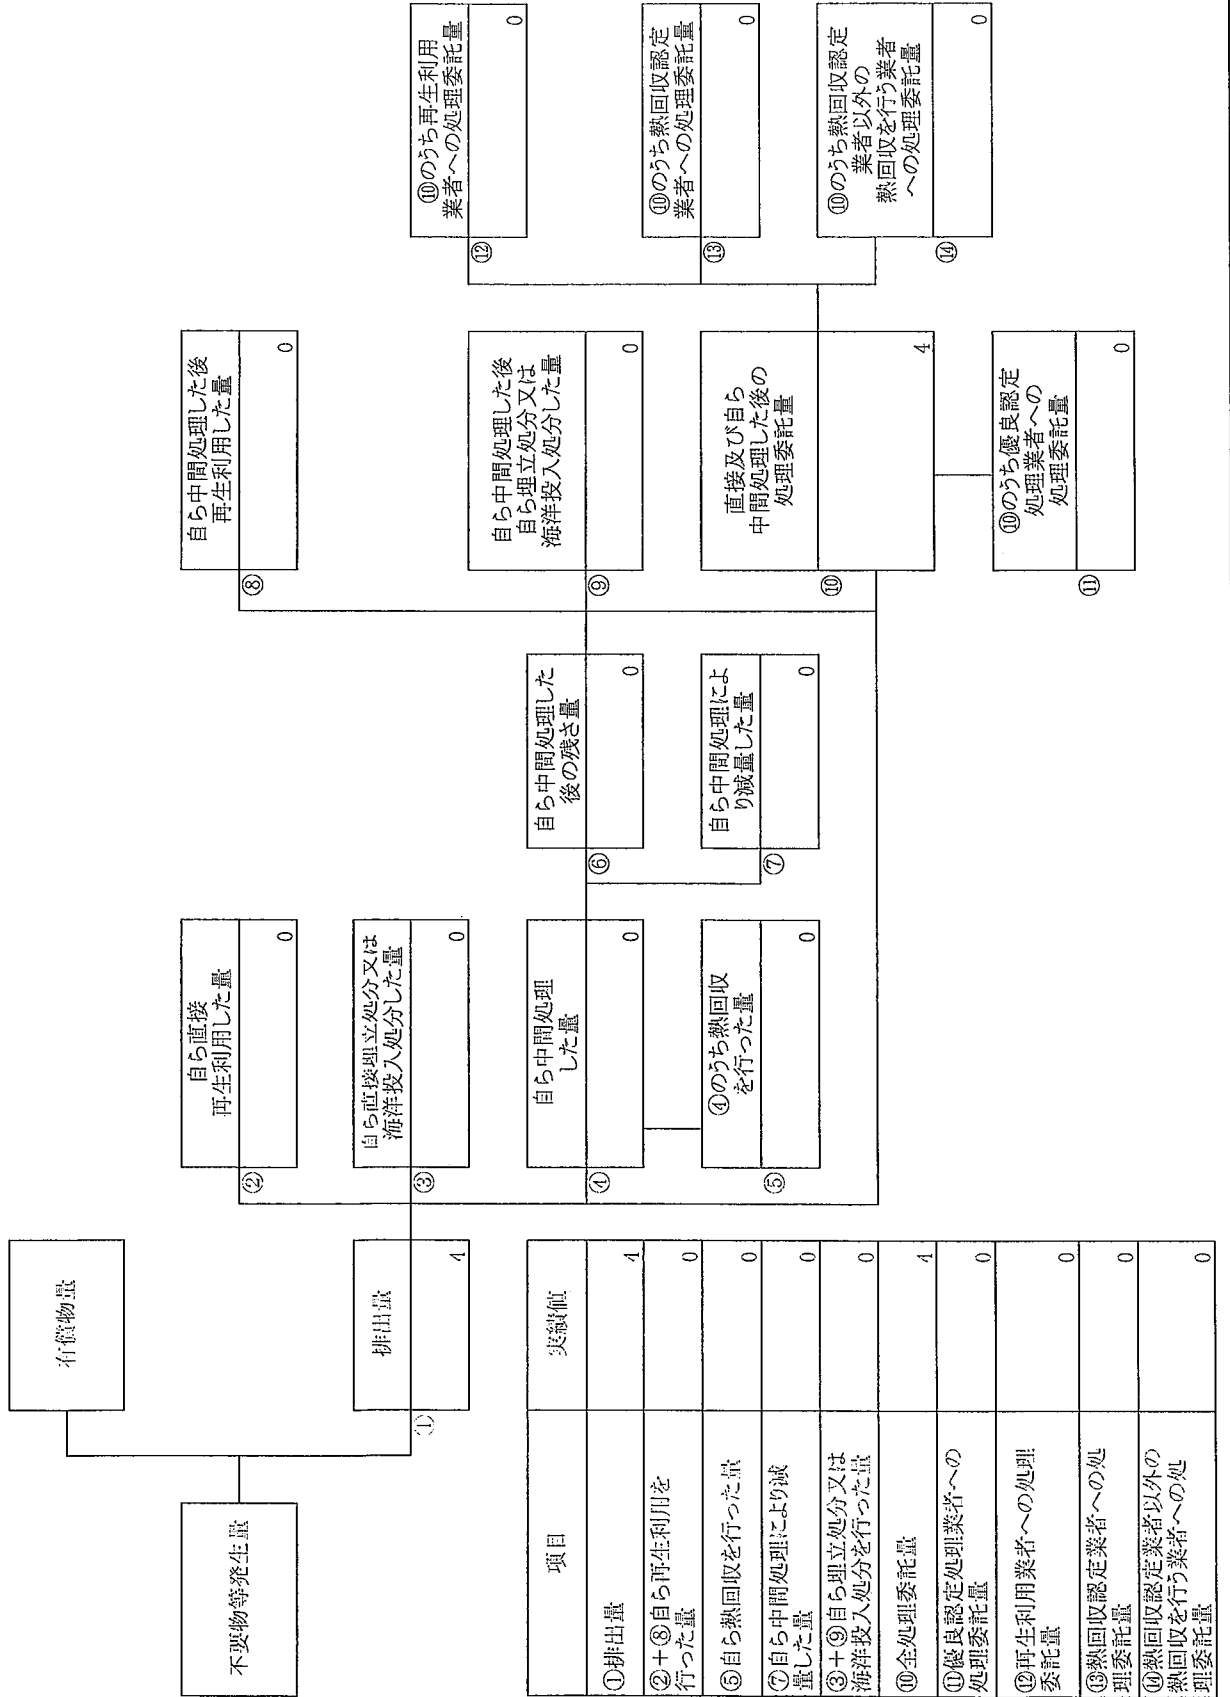 不要物等発生量
有償物量
①
排出量
4
②
自ら直接
再生利用した量
0
③
自ら直接埋立処分又は
海洋投入処分した量
0
④
自ら中間処理
した量
0
⑤
④のうち熱回収
を行った量
0
⑥
自ら中間処理した
後の残さ量
0
⑦
自ら中間処理によ
り減量した量
0
⑧
自ら中間処理した後
再生利用した量
0
⑨
自ら中間処理した後
自ら埋立処分又は
海洋投入処分した量
0
⑩
直接及び自ら
中間処理した後の
処理委託量
4
⑪
⑩のうち優良認定
処理業者への
処理委託量
0
⑫
⑩のうち再生利用
業者への処理委託量
0
⑬
⑩のうち熱回収認定
業者への処理委託量
0
⑭
⑩のうち熱回収認定
業者以外の
熱回収を行う業者
への処理委託量
0
項目
実績値
①排出量
4
②+⑧自ら再生利用を
行った量
0
⑤自ら熱回収を行った量
0
⑦自ら中間処理により減
量した量
0
③+⑨自ら埋立処分又は
海洋投入処分を行った量
0
⑩全処理委託量
4
⑪優良認定処理業者への
処理委託量
0
⑫再生利用業者への処理
委託量
0
⑬熱回収認定業者への処
理委託量
0
⑭熱回収認定業者以外の
熱回収を行う業者への処
理委託量
0